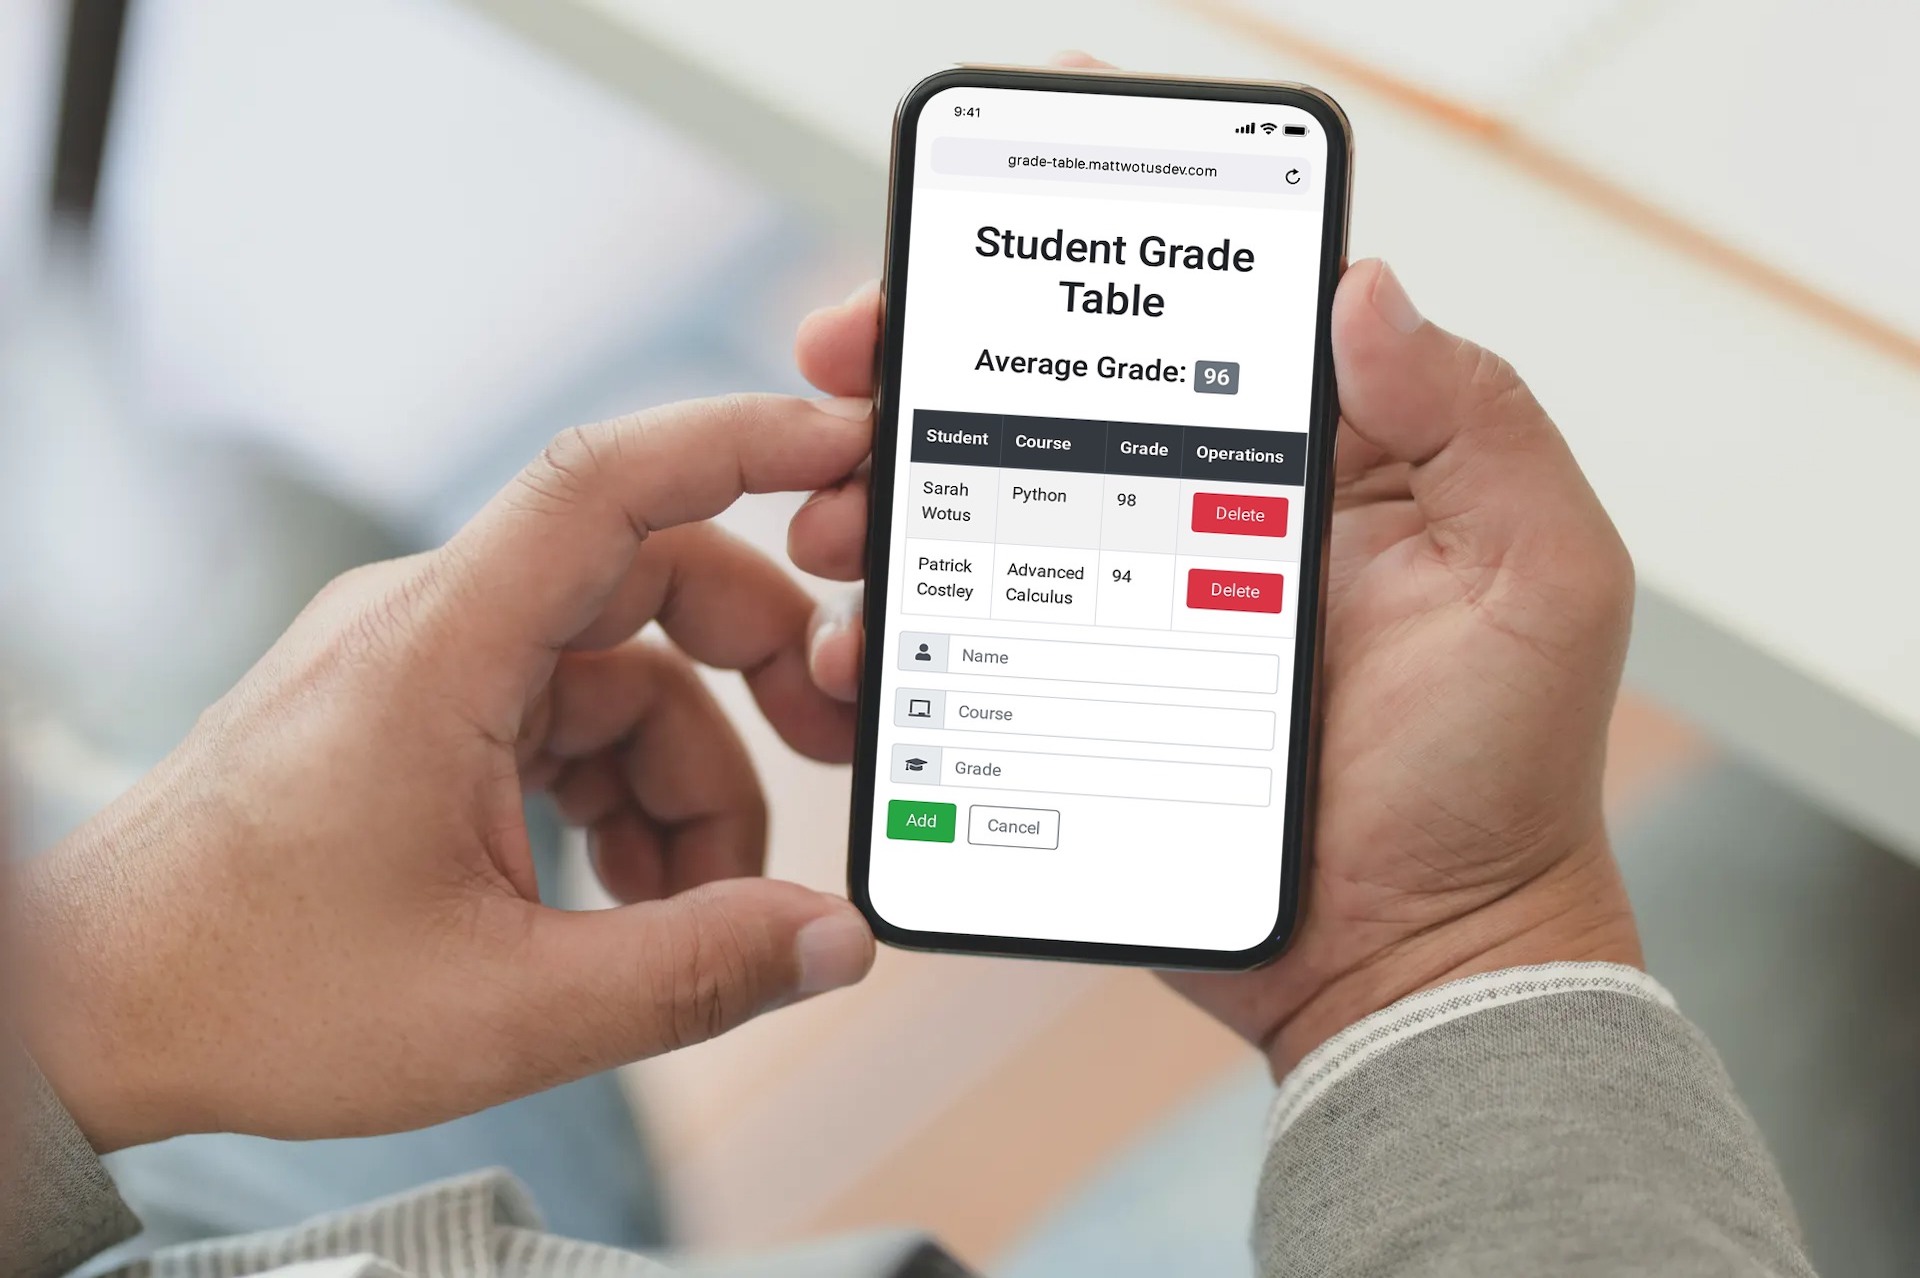 9:41
grade-table.mattwotusdev.com
Student Grade
Table
Average Grade: 96
Student Course Grade Operations
Sarah Wotus Python 98 Delete
Patrick Costley Advanced Calculus 94 Delete
Name
Course
Grade
Add Cancel